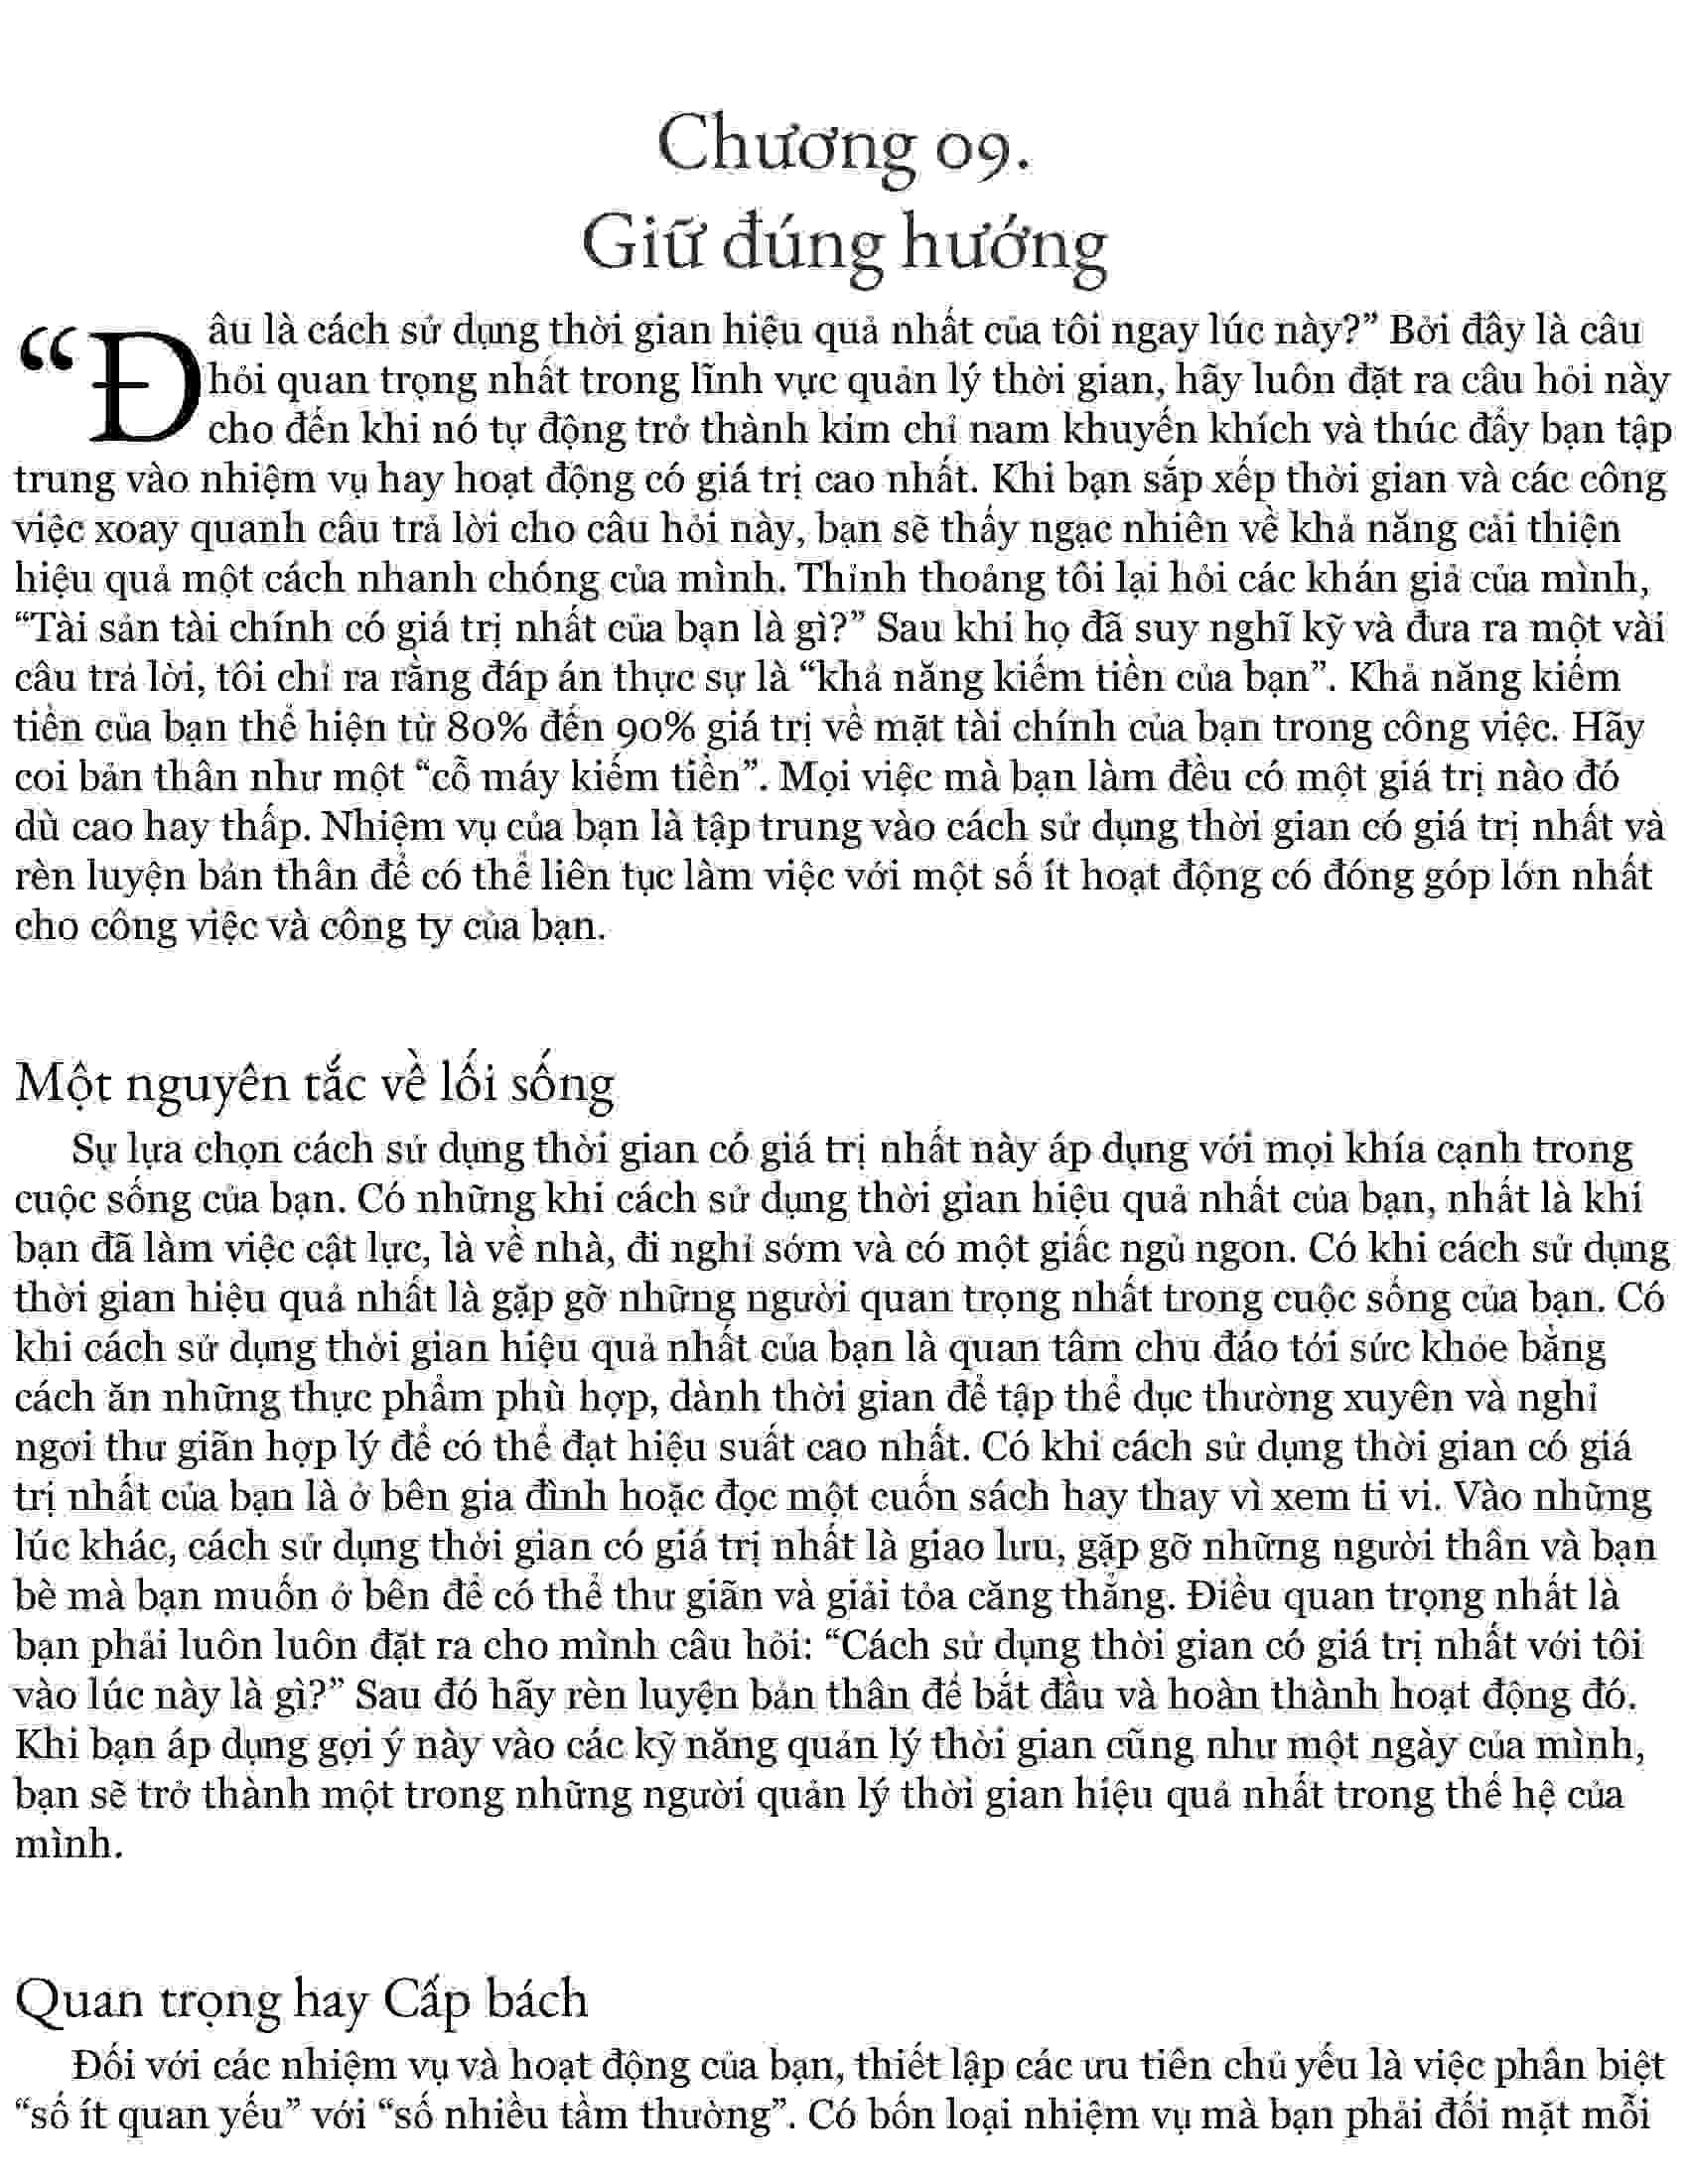 Chương 09.
Giữ đúng hướng
“Đâu là cách sử dụng thời gian hiệu quả nhất của tôi ngay lúc này?” Bởi đây là câu
hỏi quan trọng nhất trong lĩnh vực quản lý thời gian, hãy luôn đặt ra câu hỏi này
cho đến khi nó tự động trở thành kim chỉ nam khuyến khích và thúc đẩy bạn tập
trung vào nhiệm vụ hay hoạt động có giá trị cao nhất. Khi bạn sắp xếp thời gian và các công
việc xoay quanh câu trả lời cho câu hỏi này, bạn sẽ thấy ngạc nhiên về khả năng cải thiện
hiệu quả một cách nhanh chóng của mình. Thỉnh thoảng tôi lại hỏi các khán giả của mình,
“Tài sản tài chính có giá trị nhất của bạn là gì?” Sau khi họ đã suy nghĩ kỹ và đưa ra một vài
câu trả lời, tôi chỉ ra rằng đáp án thực sự là “khả năng kiếm tiền của bạn”. Khả năng kiếm
tiền của bạn thể hiện từ 80% đến 90% giá trị về mặt tài chính của bạn trong công việc. Hãy
coi bản thân như một “cỗ máy kiếm tiền”. Mọi việc mà bạn làm đều có một giá trị nào đó
dù cao hay thấp. Nhiệm vụ của bạn là tập trung vào cách sử dụng thời gian có giá trị nhất và
rèn luyện bản thân để có thể liên tục làm việc với một số ít hoạt động có đóng góp lớn nhất
cho công việc và công ty của bạn.
Một nguyên tắc về lối sống
Sự lựa chọn cách sử dụng thời gian có giá trị nhất này áp dụng với mọi khía cạnh trong
cuộc sống của bạn. Có những khi cách sử dụng thời gian hiệu quả nhất của bạn, nhất là khi
bạn đã làm việc cật lực, là về nhà, đi nghỉ sớm và có một giấc ngủ ngon. Có khi cách sử dụng
thời gian hiệu quả nhất là gặp gỡ những người quan trọng nhất trong cuộc sống của bạn. Có
khi cách sử dụng thời gian hiệu quả nhất của bạn là quan tâm chu đáo tới sức khỏe bằng
cách ăn những thực phẩm phù hợp, dành thời gian để tập thể dục thường xuyên và nghỉ
ngơi thư giãn hợp lý để có thể đạt hiệu suất cao nhất. Có khi cách sử dụng thời gian có giá
trị nhất của bạn là ở bên gia đình hoặc đọc một cuốn sách hay thay vì xem ti vi. Vào những
lúc khác, cách sử dụng thời gian có giá trị nhất là giao lưu, gặp gỡ những người thân và bạn
bè mà bạn muốn ở bên để có thể thư giãn và giải tỏa căng thẳng. Điều quan trọng nhất là
bạn phải luôn luôn đặt ra cho mình câu hỏi: “Cách sử dụng thời gian có giá trị nhất với tôi
vào lúc này là gì?” Sau đó hãy rèn luyện bản thân để bắt đầu và hoàn thành hoạt động đó.
Khi bạn áp dụng gợi ý này vào các kỹ năng quản lý thời gian cũng như một ngày của mình,
bạn sẽ trở thành một trong những người quản lý thời gian hiệu quả nhất trong thế hệ của
mình.
Quan trọng hay Cấp bách
Đối với các nhiệm vụ và hoạt động của bạn, thiết lập các ưu tiên chủ yếu là việc phân biệt
“số ít quan yếu” với “số nhiều tầm thường”. Có bốn loại nhiệm vụ mà bạn phải đối mặt mỗi